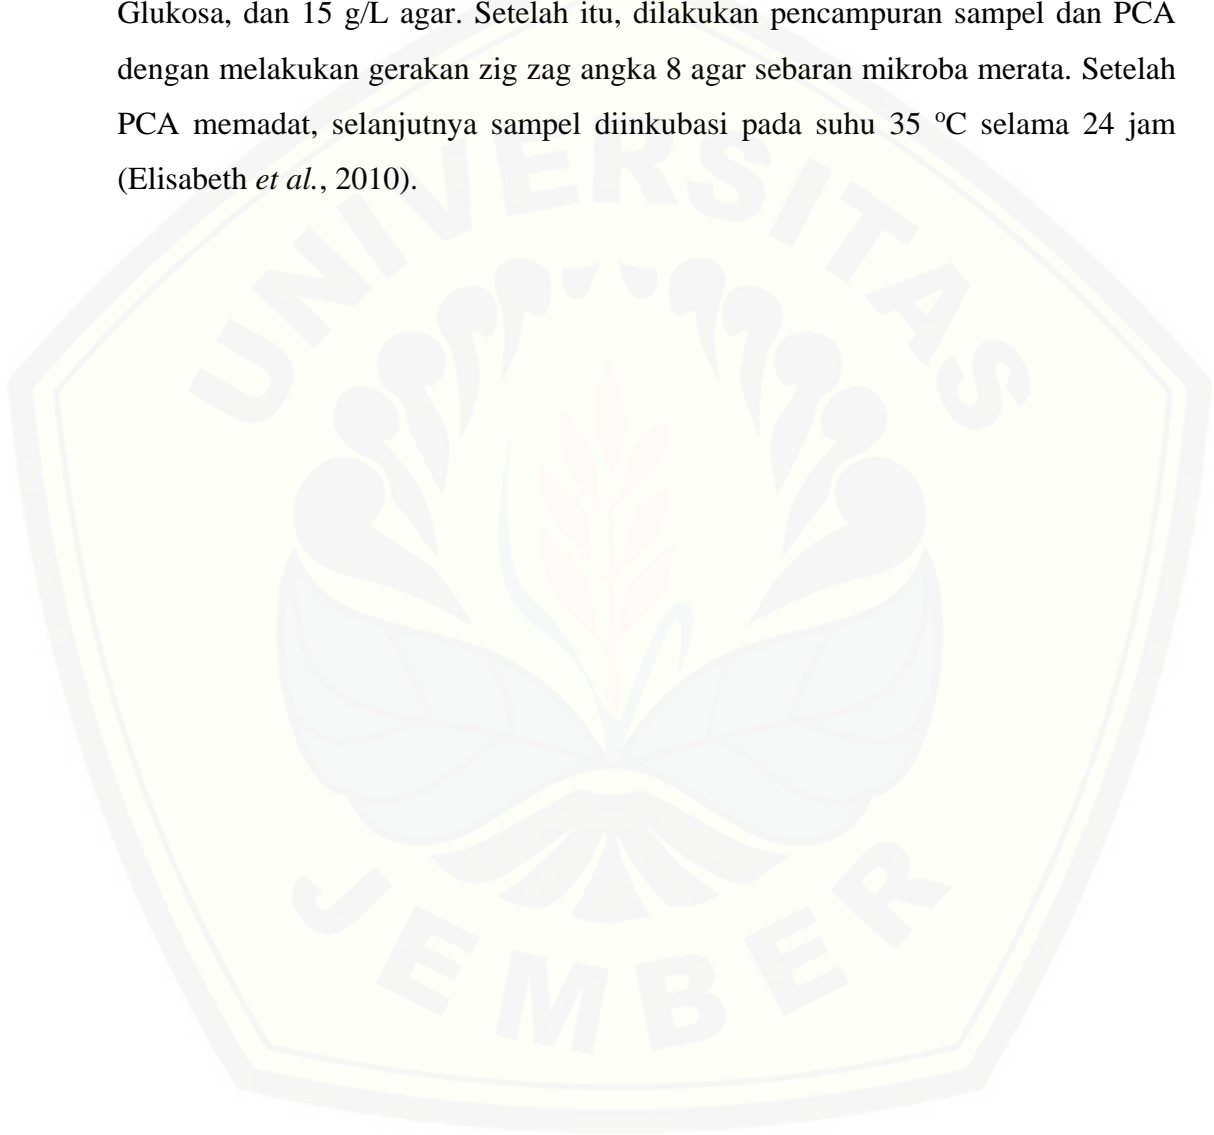 Glukosa, dan 15 g/L agar. Setelah itu, dilakukan pencampuran sampel dan PCA
dengan melakukan gerakan zig zag angka 8 agar sebaran mikroba merata. Setelah
PCA memadat, selanjutnya sampel diinkubasi pada suhu 35 ºC selama 24 jam
(Elisabeth et al., 2010).
UNIVERSITAS
JEMBER